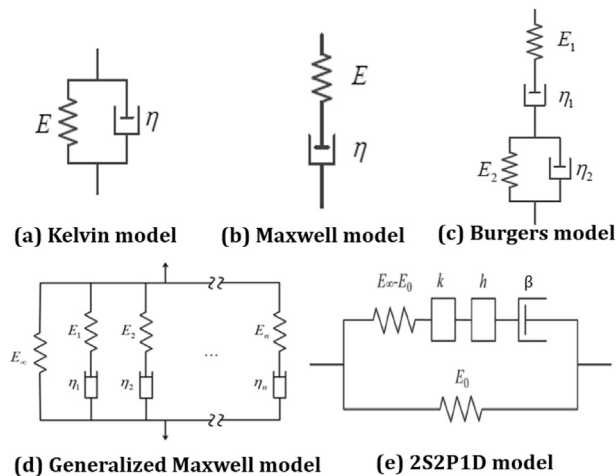 E η
(a) Kelvin model
E
η
(b) Maxwell model
E₁
η₁
E₂ η₂
(c) Burgers model
E∞ E₁ E₂ ... Eₙ
η₁ η₂ ηₙ
(d) Generalized Maxwell model
E∞-E₀ k h β
E₀
(e) 2S2P1D model